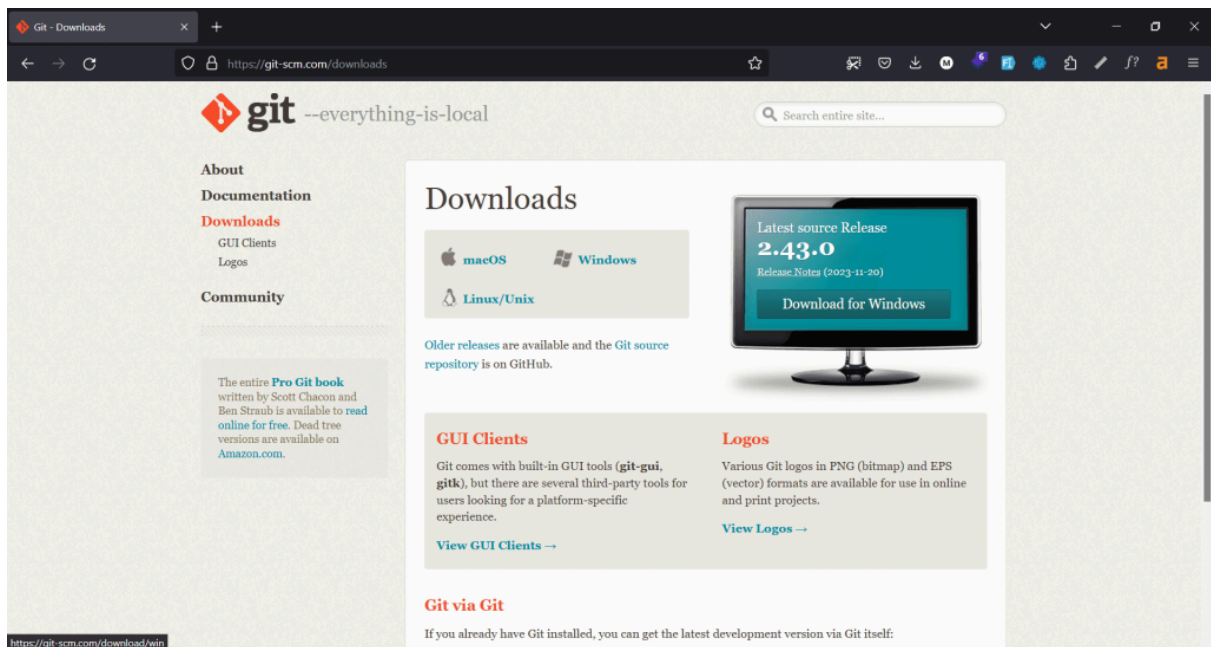 Git - Downloads
https://git-scm.com/downloads
M
6
f?
a
git --everything-is-local
Search entire site...
About
Documentation
Downloads
GUI Clients
Logos
Community
The entire Pro Git book
written by Scott Chacon and
Ben Straub is available to read
online for free. Dead tree
versions are available on
Amazon.com.
Downloads
macOS
Windows
Linux/Unix
Older releases are available and the Git source
repository is on GitHub.
Latest source Release
2.43.0
Release Notes (2023-11-20)
Download for Windows
GUI Clients
Git comes with built-in GUI tools (git-gui,
gitk), but there are several third-party tools for
users looking for a platform-specific
experience.
View GUI Clients →
Logos
Various Git logos in PNG (bitmap) and EPS
(vector) formats are available for use in online
and print projects.
View Logos →
Git via Git
If you already have Git installed, you can get the latest development version via Git itself:
https://git-scm.com/download/win